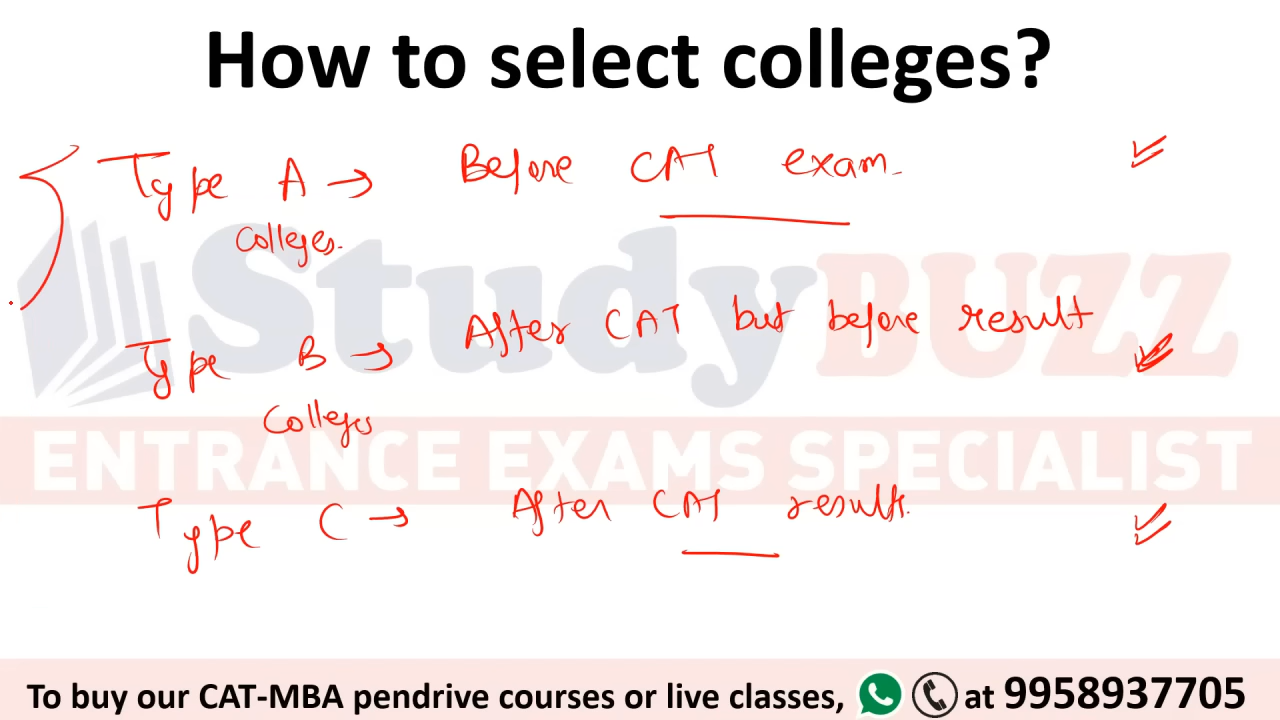 How to select colleges?
Type A → Before CAT exam.
Colleges.
StudyBUZZ
Type B → After CAT but before result
Colleges
ENTRANCE EXAMS SPECIALIST
Type C → After CAT result.
To buy our CAT-MBA pendrive courses or live classes, at 9958937705